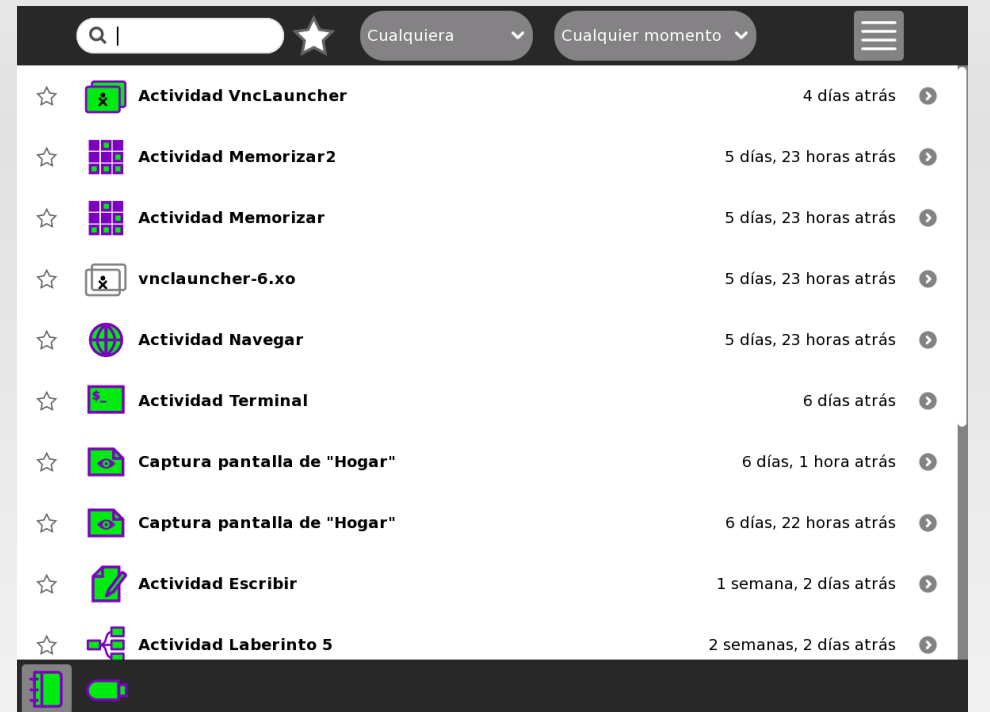 Cualquiera Cualquier momento
Actividad VncLauncher 4 días atrás
Actividad Memorizar2 5 días, 23 horas atrás
Actividad Memorizar 5 días, 23 horas atrás
vnclauncher-6.xo 5 días, 23 horas atrás
Actividad Navegar 5 días, 23 horas atrás
$_ Actividad Terminal 6 días atrás
Captura pantalla de "Hogar" 6 días, 1 hora atrás
Captura pantalla de "Hogar" 6 días, 22 horas atrás
Actividad Escribir 1 semana, 2 días atrás
Actividad Laberinto 5 2 semanas, 2 días atrás